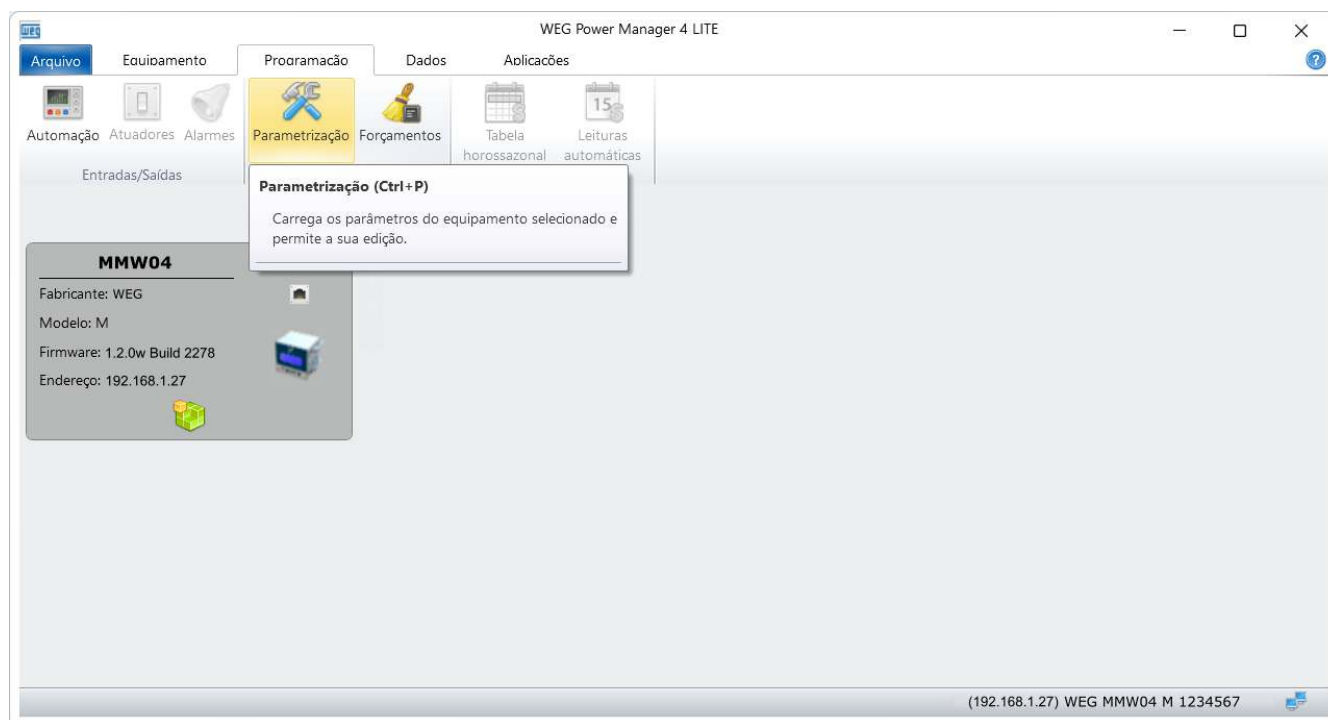 weg
WEG Power Manager 4 LITE
Arquivo Equipamento Programação Dados Aplicações ?
15
Automação Atuadores Alarmes Parametrização Forçamentos Tabela horossazonal Leituras automáticas
Entradas/Saídas
Parametrização (Ctrl+P)
Carrega os parâmetros do equipamento selecionado e
permite a sua edição.
MMW04
Fabricante: WEG
Modelo: M
Firmware: 1.2.0w Build 2278
Endereço: 192.168.1.27
(192.168.1.27) WEG MMW04 M 1234567